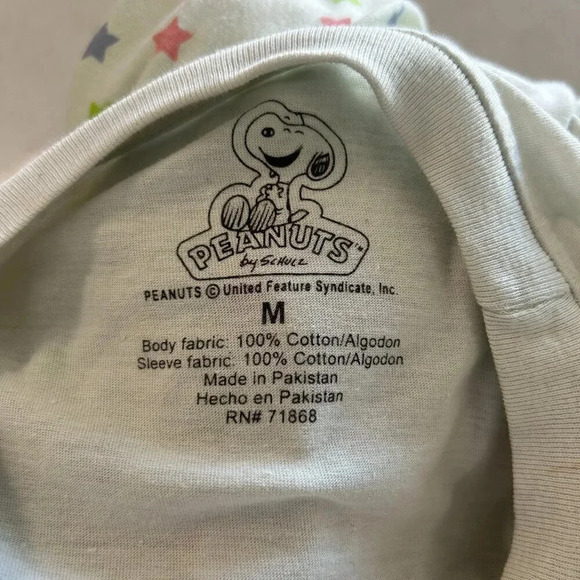 PEANUTS™
by SCHULZ
PEANUTS © United Feature Syndicate, Inc.
M
Body fabric: 100% Cotton/Algodon
Sleeve fabric: 100% Cotton/Algodon
Made in Pakistan
Hecho en Pakistan
RN# 71868